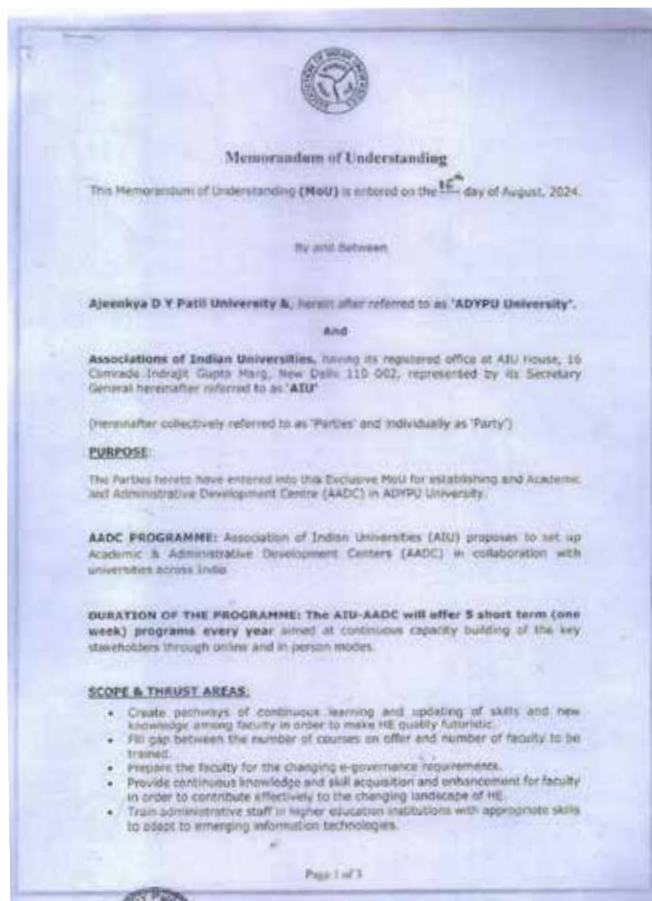 ASSOCIATION OF INDIAN UNIVERSITIES
Memorandum of Understanding
This Memorandum of Understanding (MoU) is entered on the 16th day of August, 2024.
By and Between
Ajeenkya D Y Patil University &, herein after referred to as 'ADYPU University'.
And
Associations of Indian Universities, having its registered office at AIU House, 16
Comrade Indrajit Gupta Marg, New Delhi 110 002, represented by its Secretary
General hereinafter referred to as 'AIU'
(Hereinafter collectively referred to as 'Parties' and individually as 'Party')
PURPOSE:
The Parties hereto have entered into this Exclusive MoU for establishing and Academic
and Administrative Development Centre (AADC) in ADYPU University.
AADC PROGRAMME: Association of Indian Universities (AIU) proposes to set up
Academic & Administrative Development Centers (AADC) in collaboration with
universities across India
DURATION OF THE PROGRAMME: The AIU-AADC will offer 5 short term (one
week) programs every year aimed at continuous capacity building of the key
stakeholders through online and in person modes.
SCOPE & THRUST AREAS:
• Create pathways of continuous learning and updating of skills and new
knowledge among faculty in order to make HE quality futuristic.
• Fill gap between the number of courses on offer and number of faculty to be
trained.
• Prepare the faculty for the changing e-governance requirements.
• Provide continuous knowledge and skill acquisition and enhancement for faculty
in order to contribute effectively to the changing landscape of HE.
• Train administrative staff in higher education institutions with appropriate skills
to adapt to emerging information technologies.
Page 1 of 3